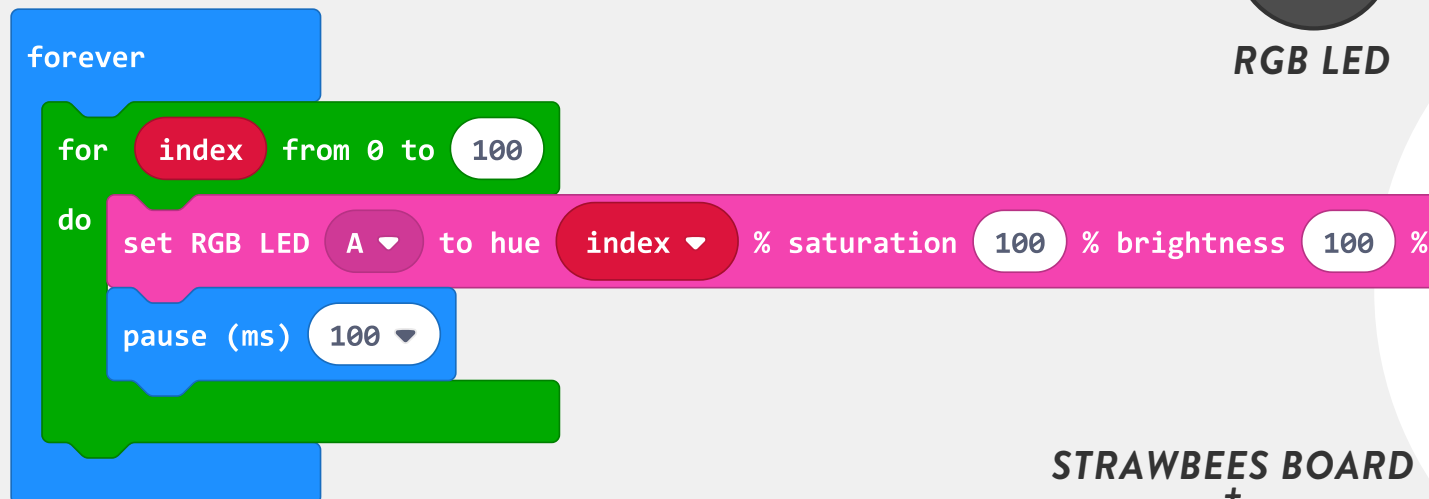 forever
RGB LED
for index from 0 to 100
do
set RGB LED A to hue index % saturation 100 % brightness 100 %
pause (ms) 100
STRAWBEES BOARD
+